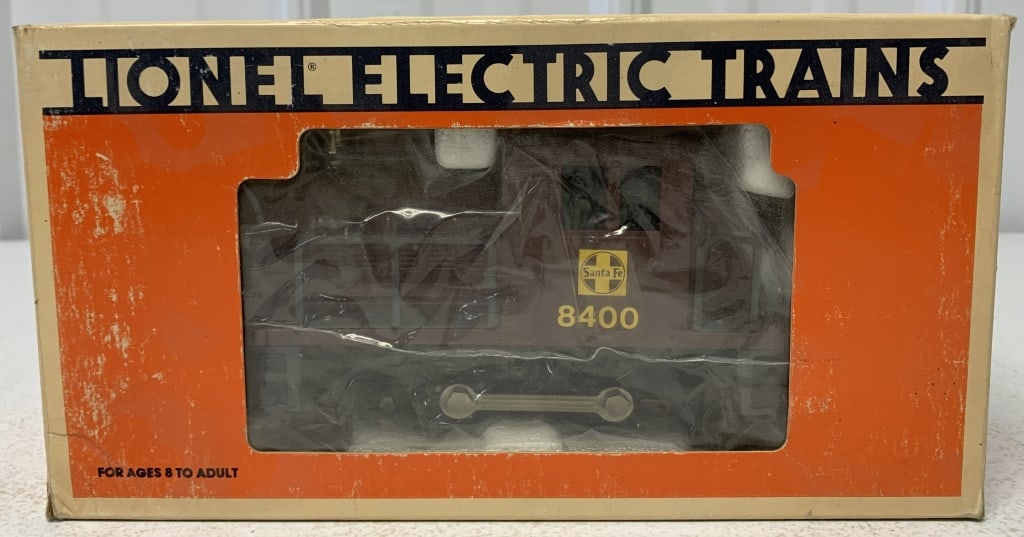 LIONEL® ELECTRIC TRAINS
Santa Fe
8400
FOR AGES 8 TO ADULT